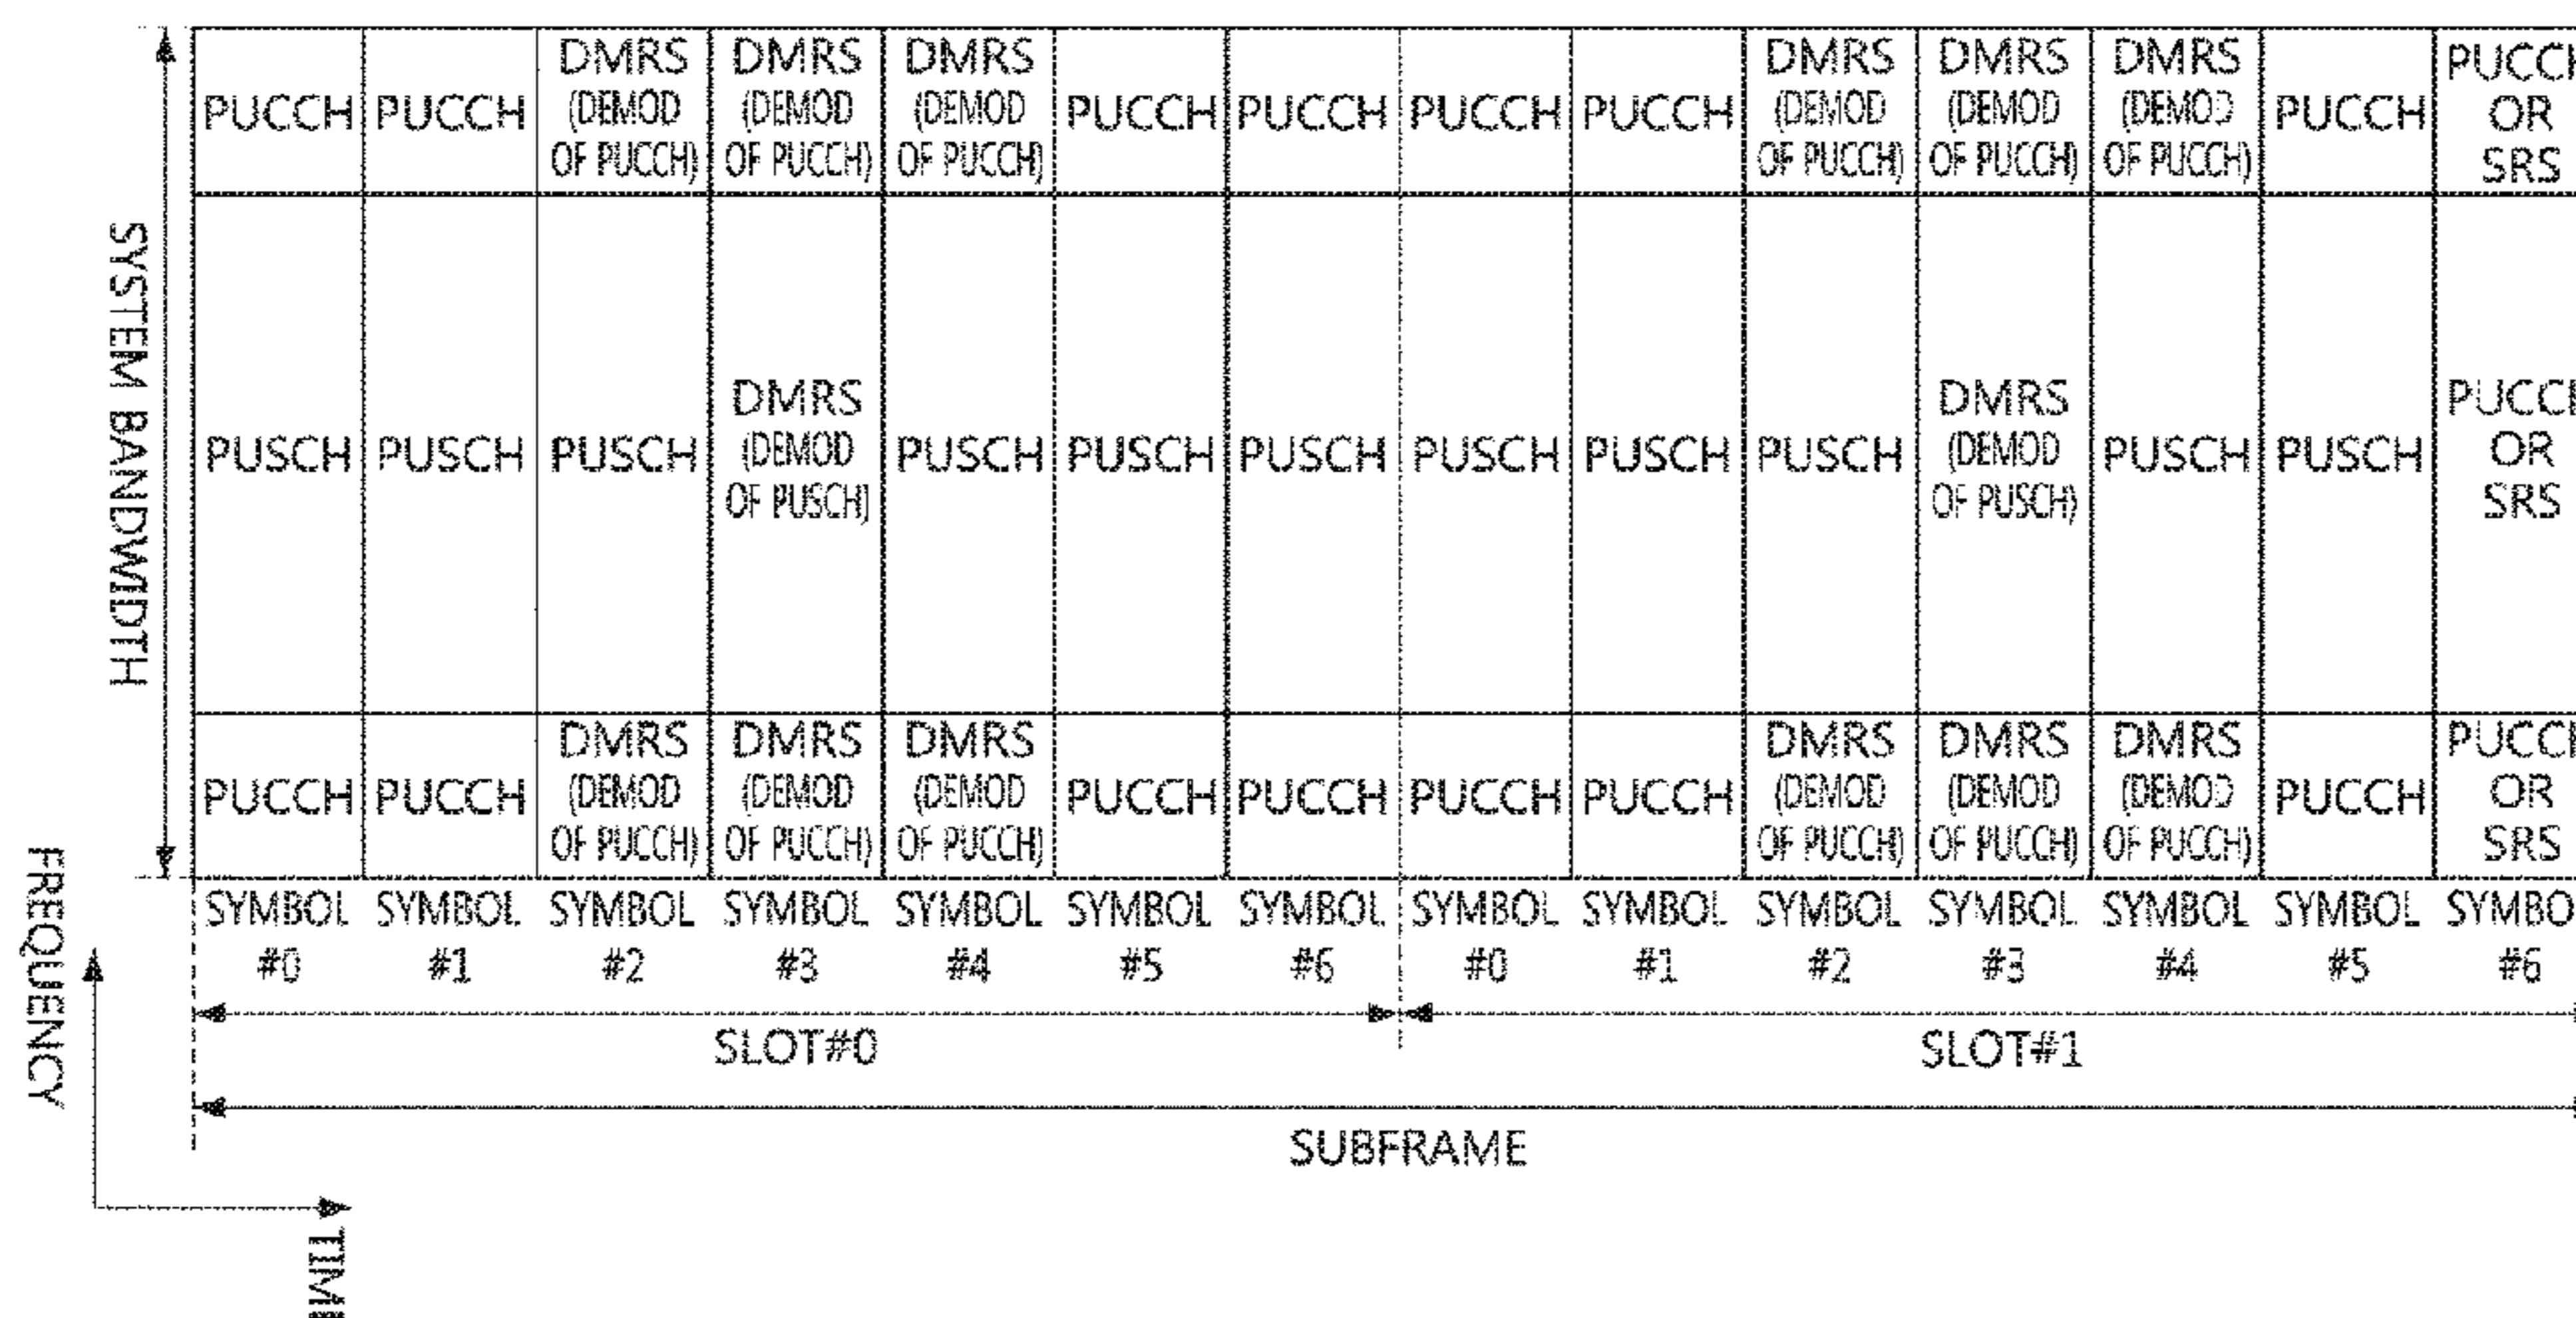 PUCCH
PUCCH
DMRS
(DEMOD
OF PUCCH)
DMRS
(DEMOD
OF PUCCH)
DMRS
(DEMOD
OF PUCCH)
PUCCH
PUCCH
PUCCH
PUCCH
DMRS
(DEMOD
OF PUCCH)
DMRS
(DEMOD
OF PUCCH)
DMRS
(DEMOD
OF PUCCH)
PUCCH
PUCCH
OR
SRS
SYSTEM BANDWIDTH
PUSCH
PUSCH
PUSCH
DMRS
(DEMOD
OF PUSCH)
PUSCH
PUSCH
PUSCH
PUSCH
PUSCH
PUSCH
DMRS
(DEMOD
OF PUSCH)
PUSCH
PUSCH
PUCCH
OR
SRS
PUCCH
PUCCH
DMRS
(DEMOD
OF PUCCH)
DMRS
(DEMOD
OF PUCCH)
DMRS
(DEMOD
OF PUCCH)
PUCCH
PUCCH
PUCCH
PUCCH
DMRS
(DEMOD
OF PUCCH)
DMRS
(DEMOD
OF PUCCH)
DMRS
(DEMOD
OF PUCCH)
PUCCH
PUCCH
OR
SRS
SYMBOL
#0
SYMBOL
#1
SYMBOL
#2
SYMBOL
#3
SYMBOL
#4
SYMBOL
#5
SYMBOL
#6
SYMBOL
#0
SYMBOL
#1
SYMBOL
#2
SYMBOL
#3
SYMBOL
#4
SYMBOL
#5
SYMBO
#6
SLOT#0
SLOT#1
SUBFRAME
FREQUENCY
TIME